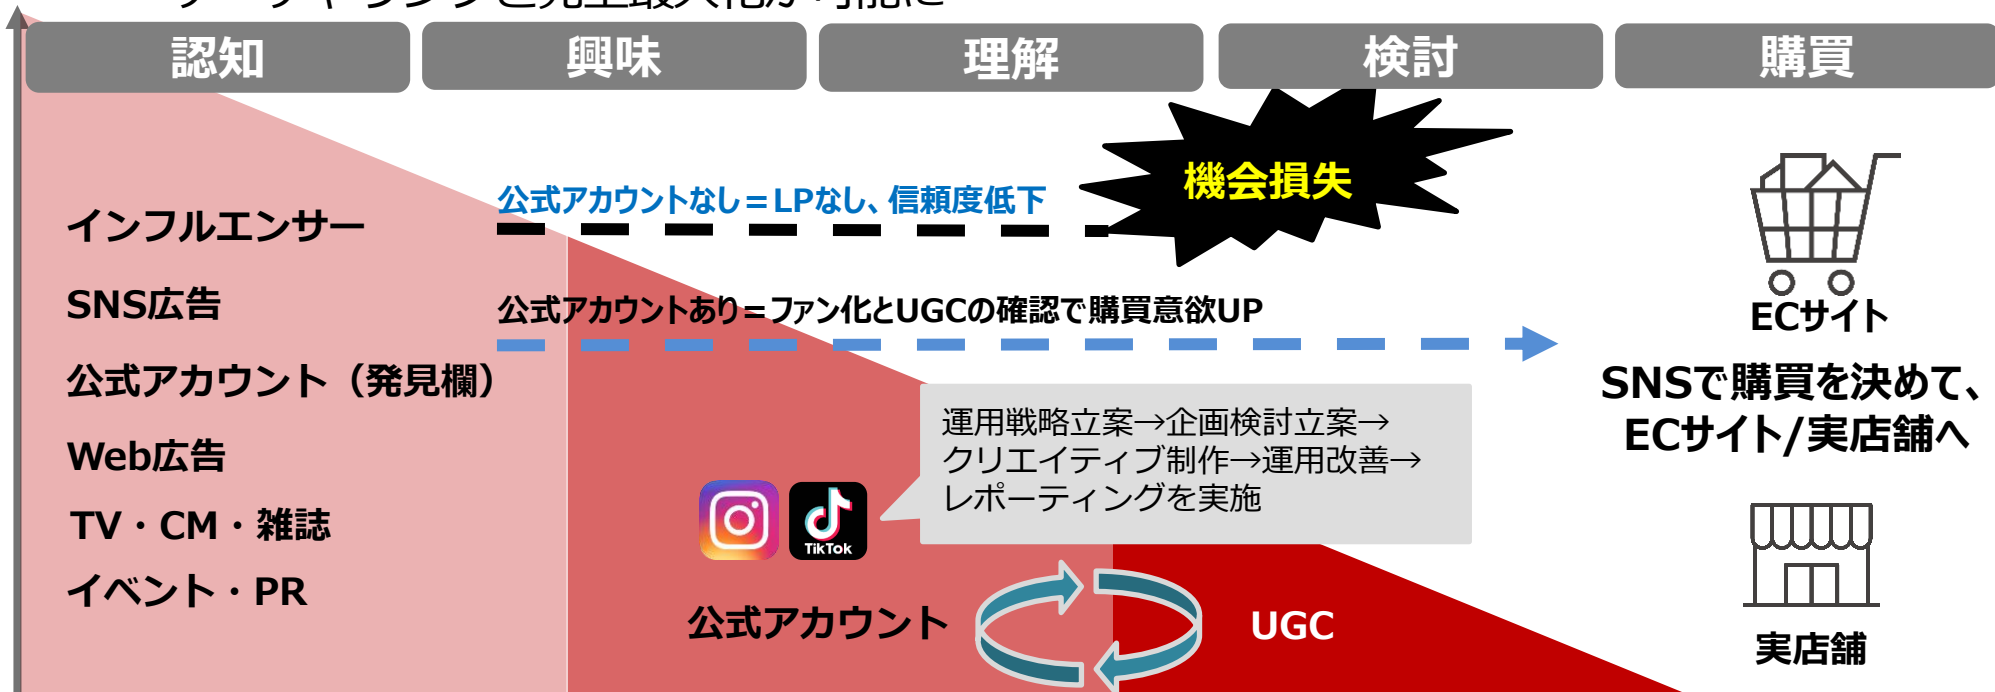 認知
興味
理解
検討
購買
機会損失
公式アカウントなし=LPなし、信頼度低下
インフルエンサー
SNS広告
公式アカウントあり=ファン化とUGCの確認で購買意欲UP
公式アカウント（発見欄）
Web広告
TV・CM・雑誌
イベント・PR
運用戦略立案→企画検討立案→
クリエイティブ制作→運用改善→
レポーティングを実施
TikTok
公式アカウント
UGC
ECサイト
SNSで購買を決めて、
ECサイト/実店舗へ
実店舗